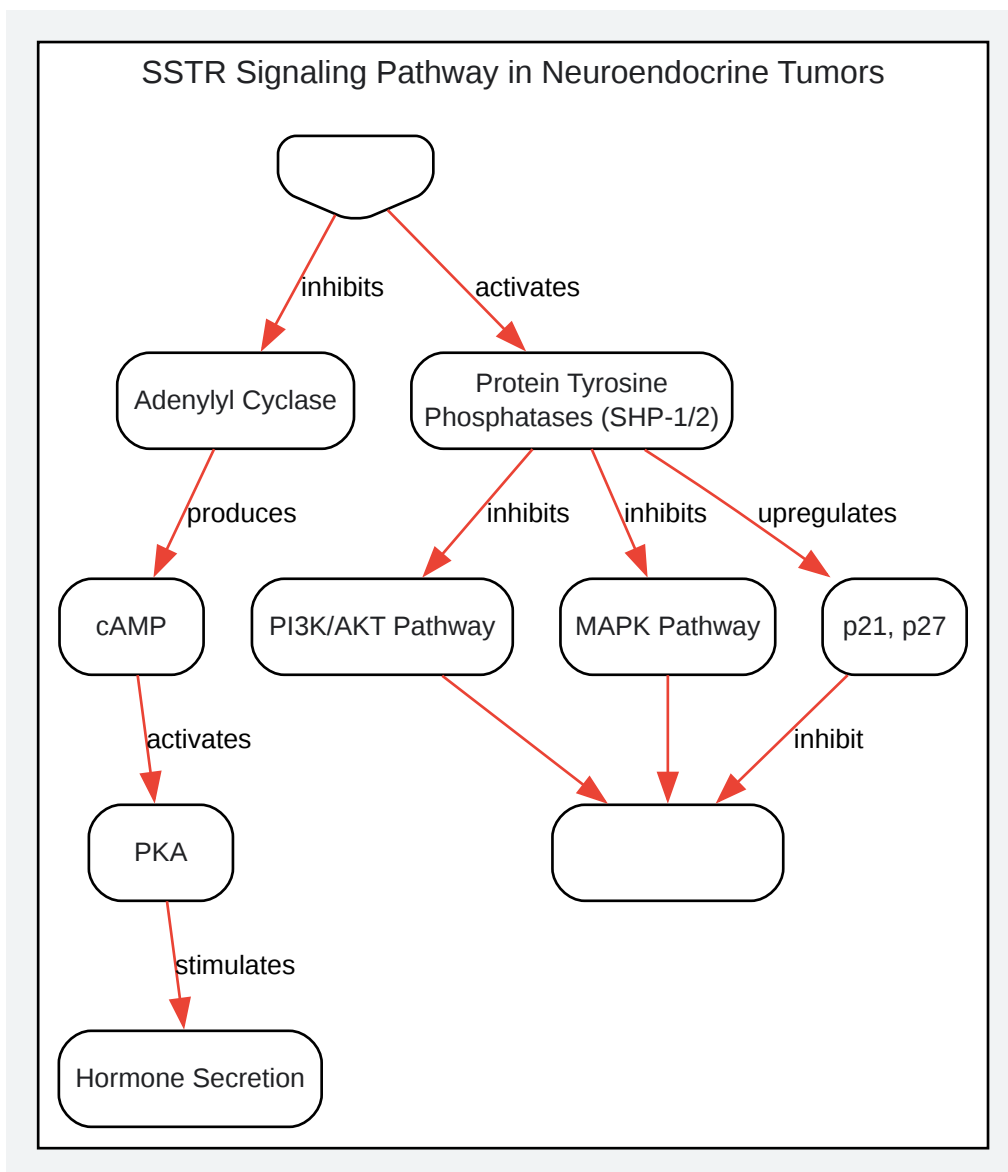 SSTR Signaling Pathway in Neuroendocrine Tumors
inhibits
activates
Adenylyl Cyclase
Protein Tyrosine
Phosphatases (SHP-1/2)
produces
inhibits
inhibits
upregulates
cAMP
PI3K/AKT Pathway
MAPK Pathway
p21, p27
activates
inhibit
PKA
stimulates
Hormone Secretion